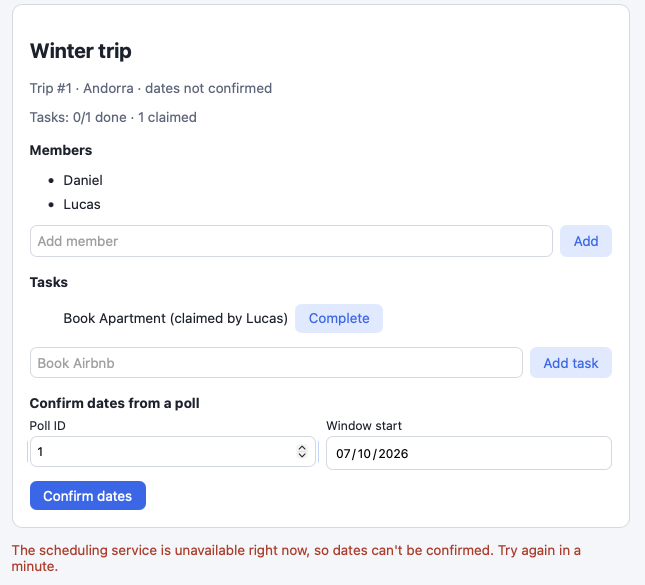 Winter trip
Trip #1 · Andorra · dates not confirmed
Tasks: 0/1 done · 1 claimed
Members
• Daniel
• Lucas
Add member
Add
Tasks
Book Apartment (claimed by Lucas)
Complete
Book Airbnb
Add task
Confirm dates from a poll
Poll ID
Window start
1
07/10/2026
Confirm dates
The scheduling service is unavailable right now, so dates can't be confirmed. Try again in a
minute.